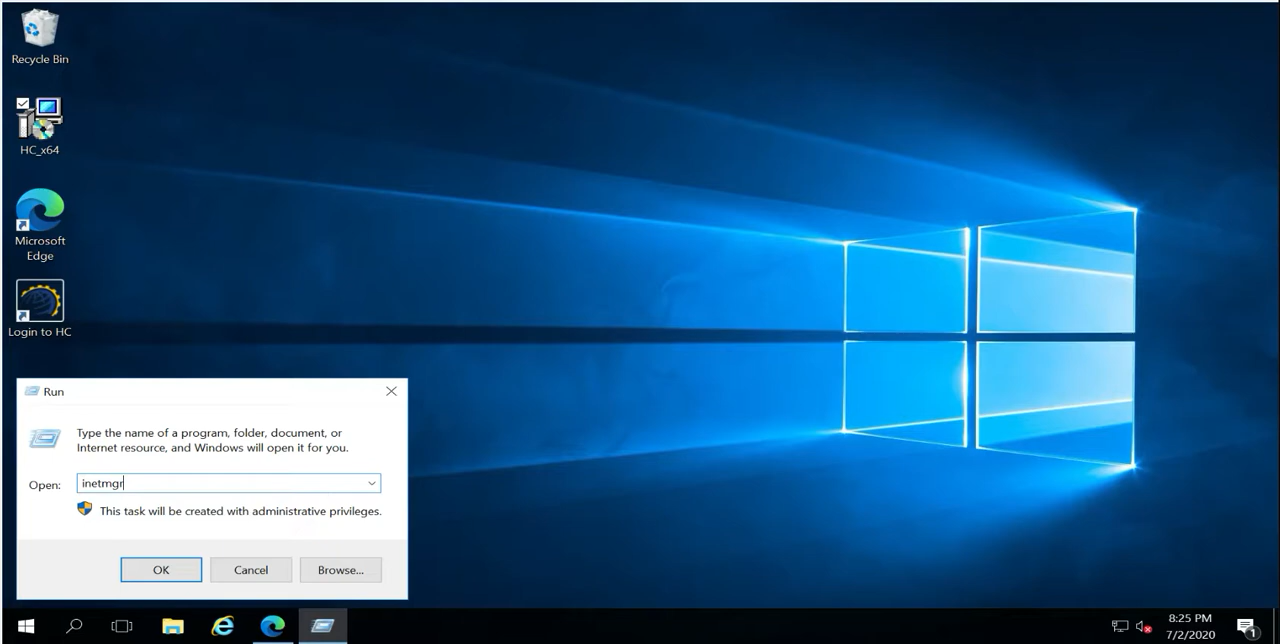 Recycle Bin
HC_x64
Microsoft
Edge
Login to HC
Run
Type the name of a program, folder, document, or
Internet resource, and Windows will open it for you.
Open: inetmgr
This task will be created with administrative privileges.
OK Cancel Browse...
8:25 PM
7/2/2020
1